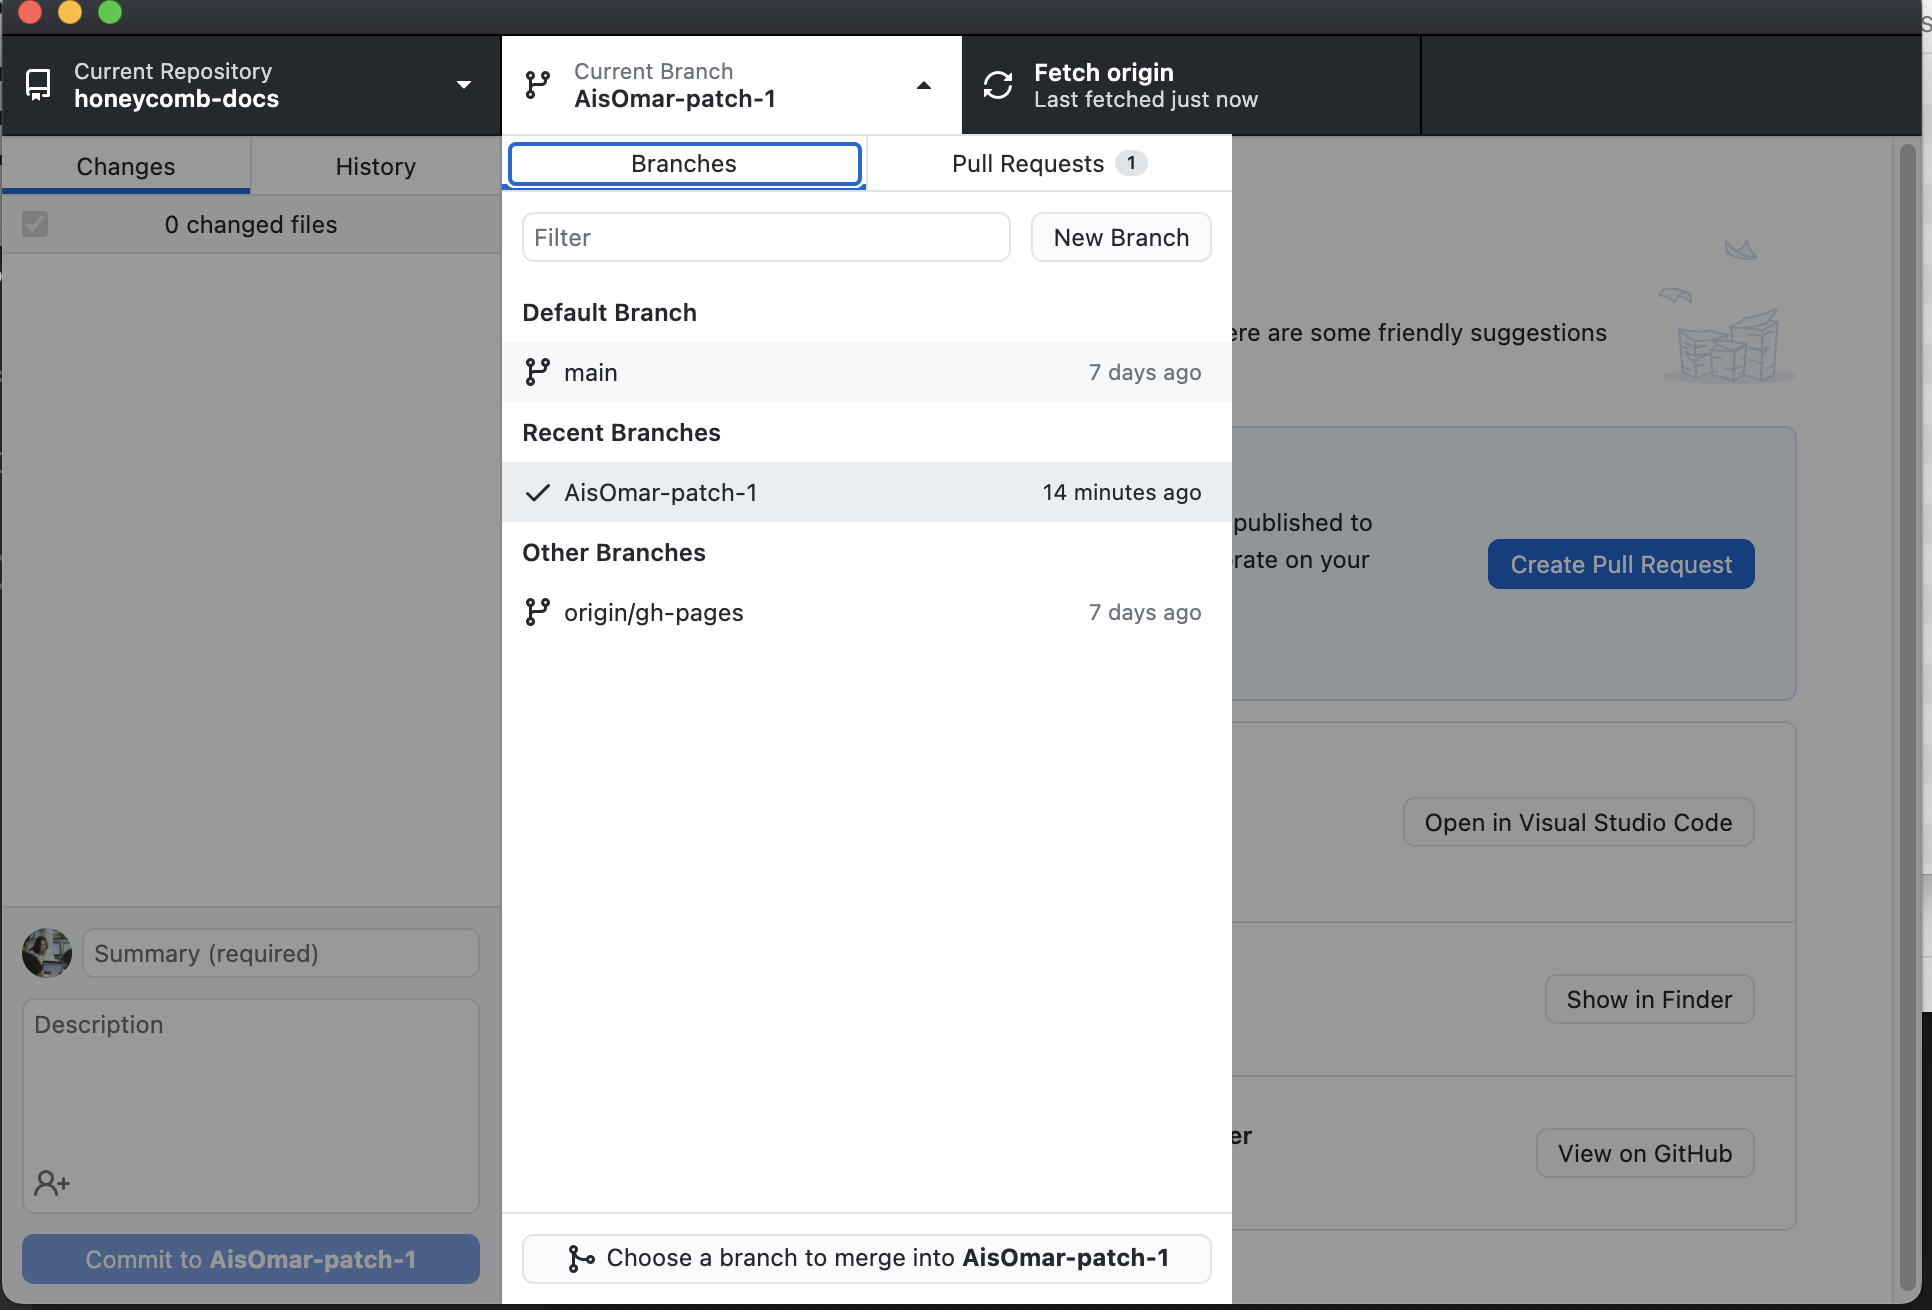 Current Repository
honeycomb-docs
Current Branch
AisOmar-patch-1
Fetch origin
Last fetched just now
Changes
History
0 changed files
Branches
Pull Requests 1
Filter
New Branch
Default Branch
main 7 days ago
Recent Branches
AisOmar-patch-1 14 minutes ago
Other Branches
origin/gh-pages 7 days ago
Choose a branch to merge into AisOmar-patch-1
ere are some friendly suggestions
published to
rate on your
Create Pull Request
Open in Visual Studio Code
Show in Finder
er
View on GitHub
Summary (required)
Description
Commit to AisOmar-patch-1